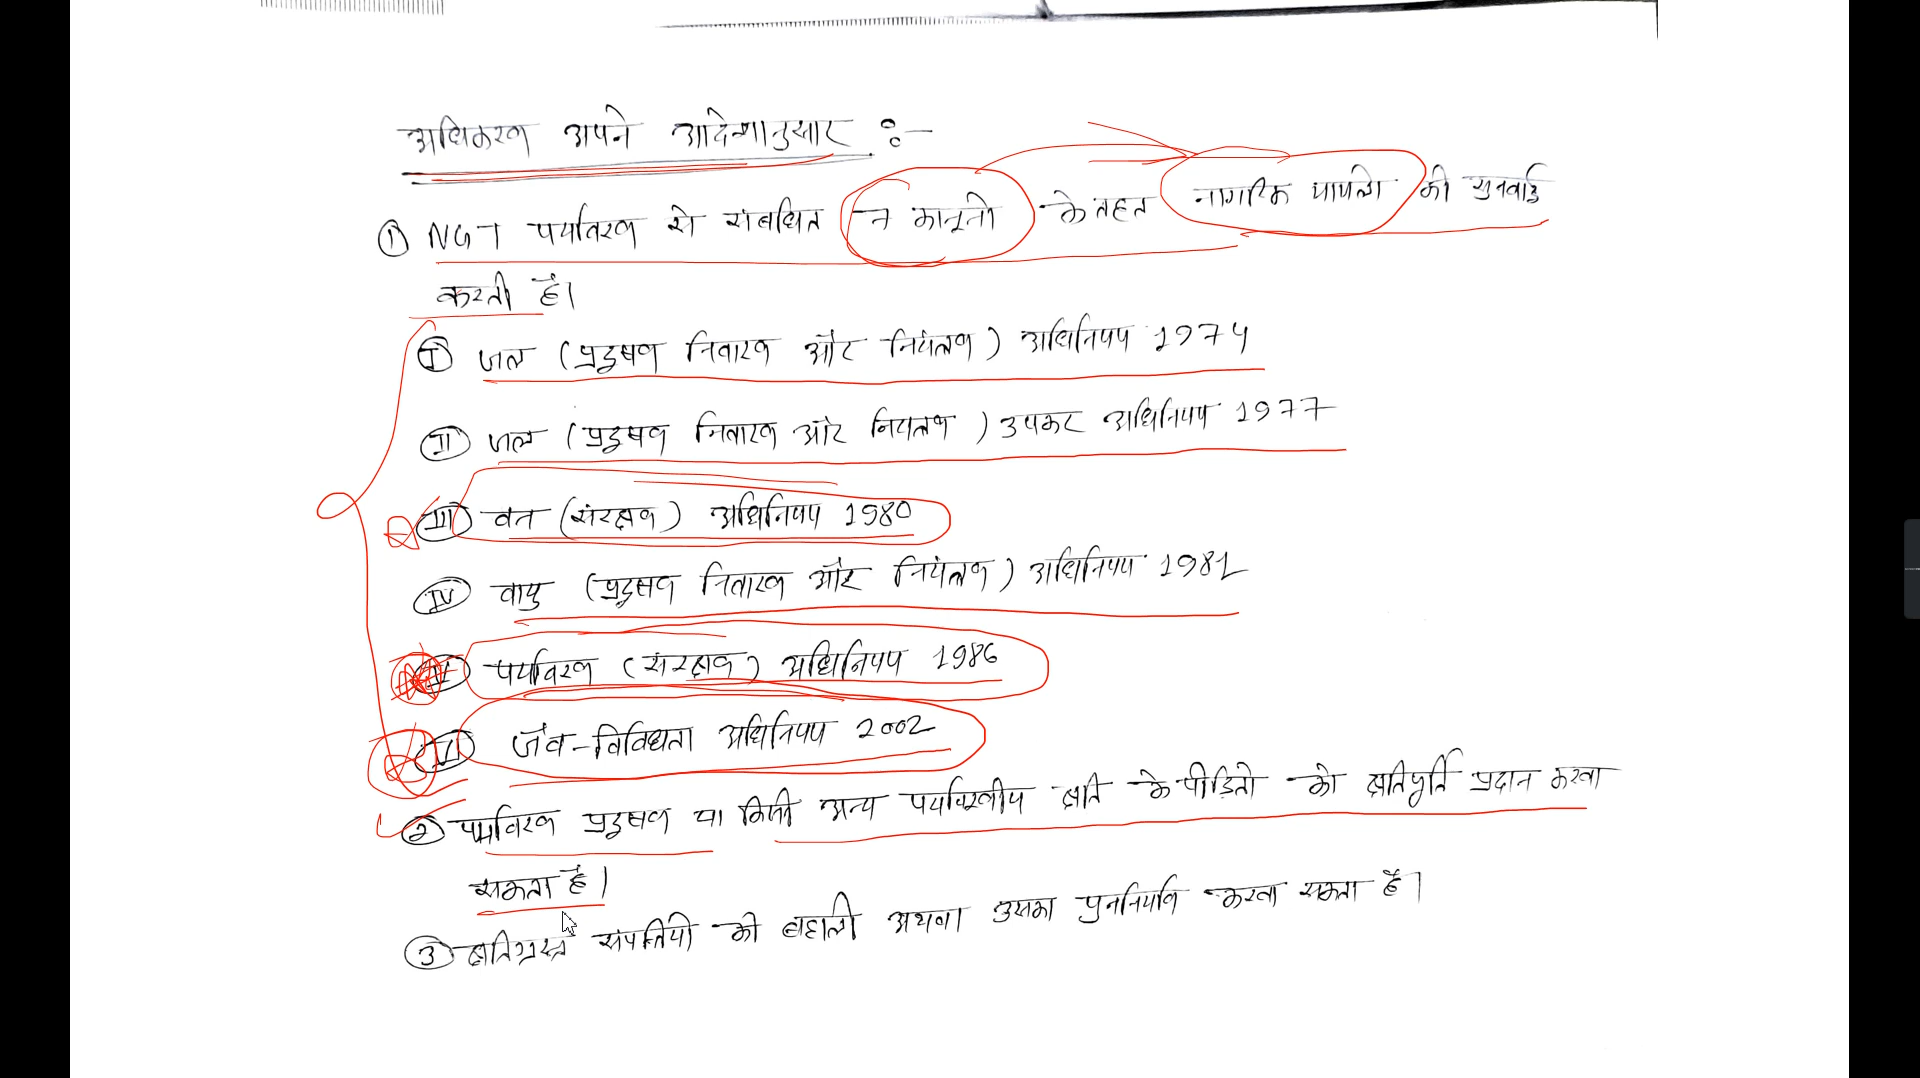 अधिकरण अपने आदेशानुसार :-
① NGT पर्यावरण से संबंधित न कानूनो के तहत नागरिक मामलो की सुनवाई
करती है।
Ⅰ जल (प्रदूषण निवारण और नियंत्रण) अधिनियम 1974
Ⅱ जल (प्रदूषण निवारण और नियंत्रण) उपकर अधिनियम 1977
Ⅲ वन (संरक्षण) अधिनियम 1980
Ⅳ वायु (प्रदूसण निवारण और नियंत्रण) अधिनियम 1981
पर्यावरण (संरक्षण) अधिनियम 1986
जैव-विविधता अधिनियम 2002
② पर्यावरण प्रदूषण या किसी अन्य पर्यावरणीय क्षति के पीड़ितो को क्षतिपूर्ति प्रदान करवा
सकता है।
③ क्षतिग्रस्त संपत्तियो की बहाली अथवा उसका पुनर्निर्माण करवा सकता है।